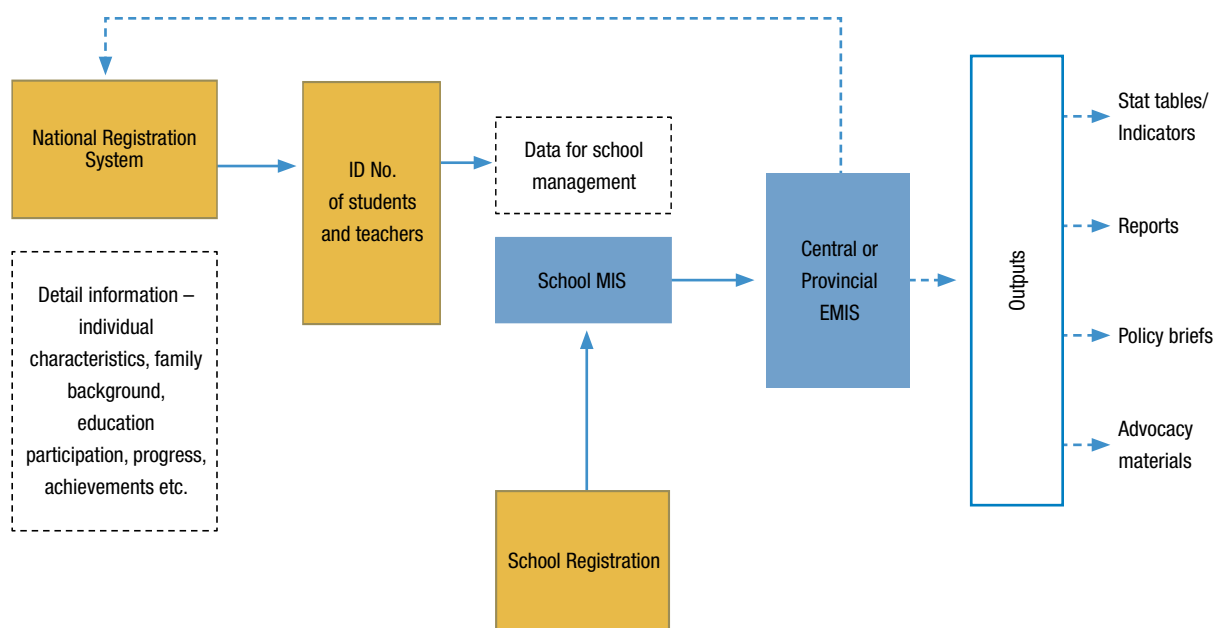 National Registration
System
Detail information –
individual
characteristics, family
background,
education
participation, progress,
achievements etc.
ID No.
of students
and teachers
Data for school
management
School MIS
School Registration
Central or
Provincial
EMIS
Outputs
Stat tables/
Indicators
Reports
Policy briefs
Advocacy
materials